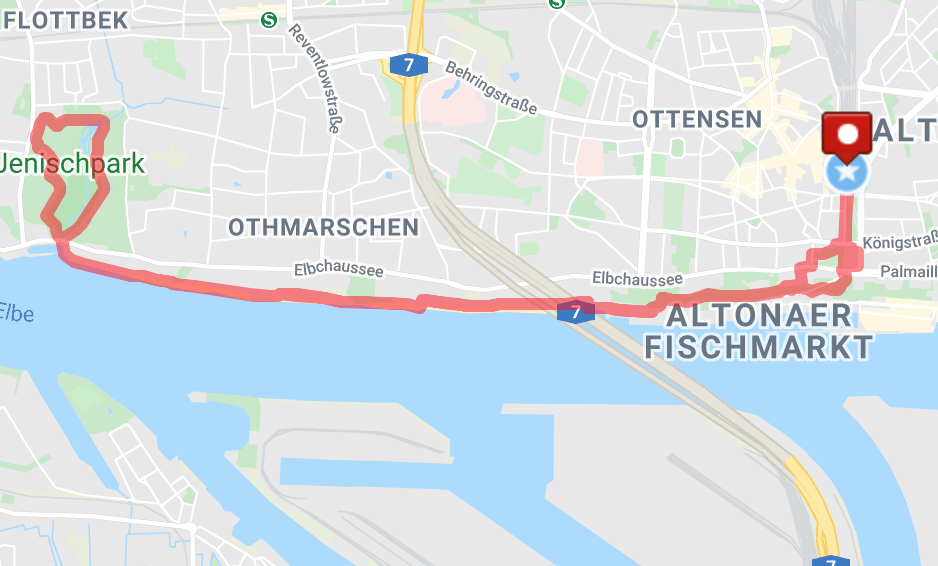 FLOTTBEK
S
S
Reventlowstraße
7
Behringstraße
OTTENSEN
ALT
Jenischpark
OTHMARSCHEN
Königstraß
Elbchaussee
Elbchaussee
Palmaill
Elbe
7
ALTONAER
FISCHMARKT
7